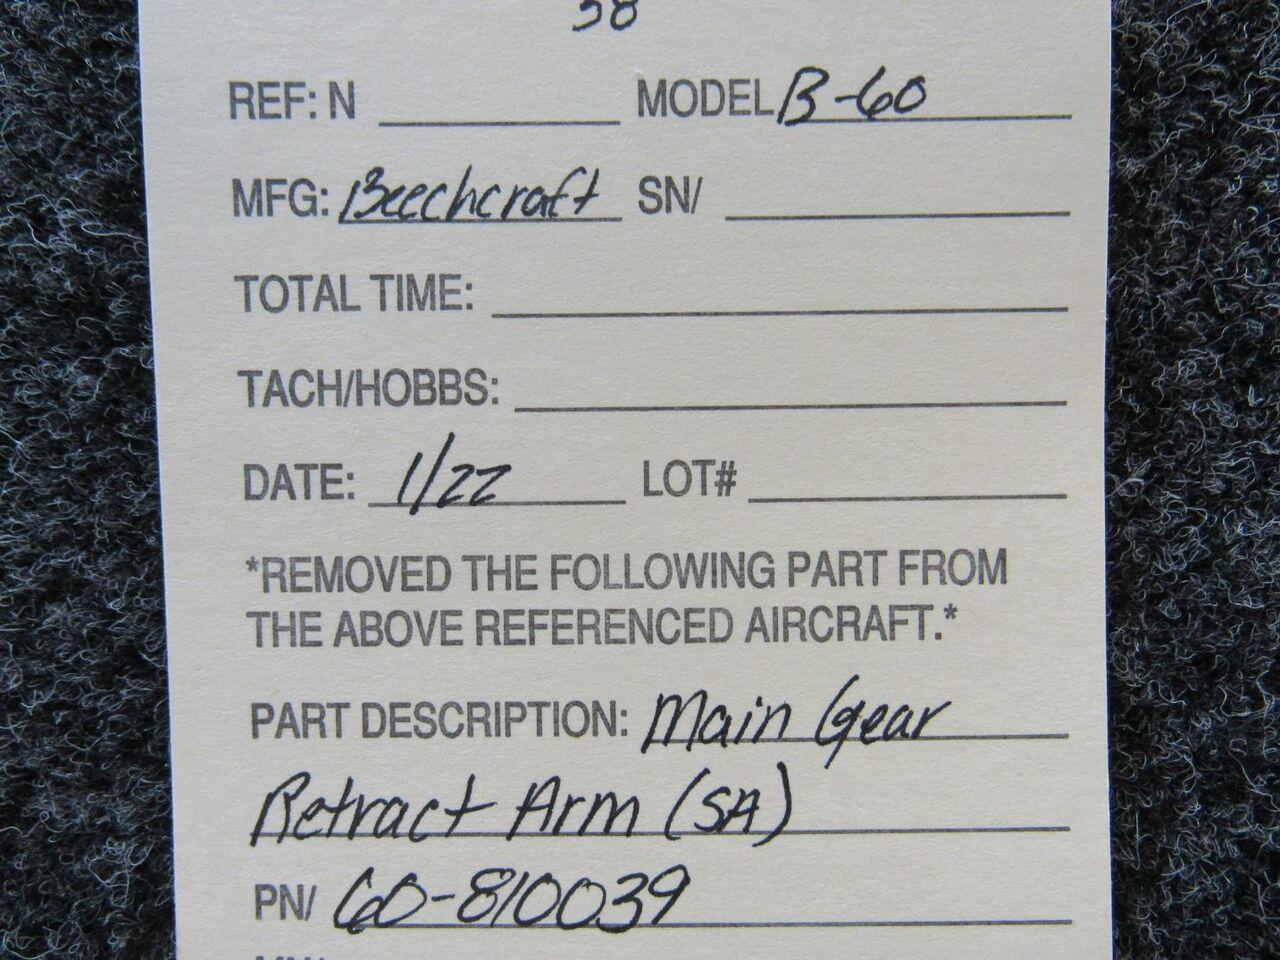 58
REF: N MODEL B-60
MFG: Beechcraft SN/
TOTAL TIME:
TACH/HOBBS:
DATE: 1/22 LOT#
*REMOVED THE FOLLOWING PART FROM
THE ABOVE REFERENCED AIRCRAFT.*
PART DESCRIPTION: Main Gear
Retract Arm (SA)
PN/ 60-810039